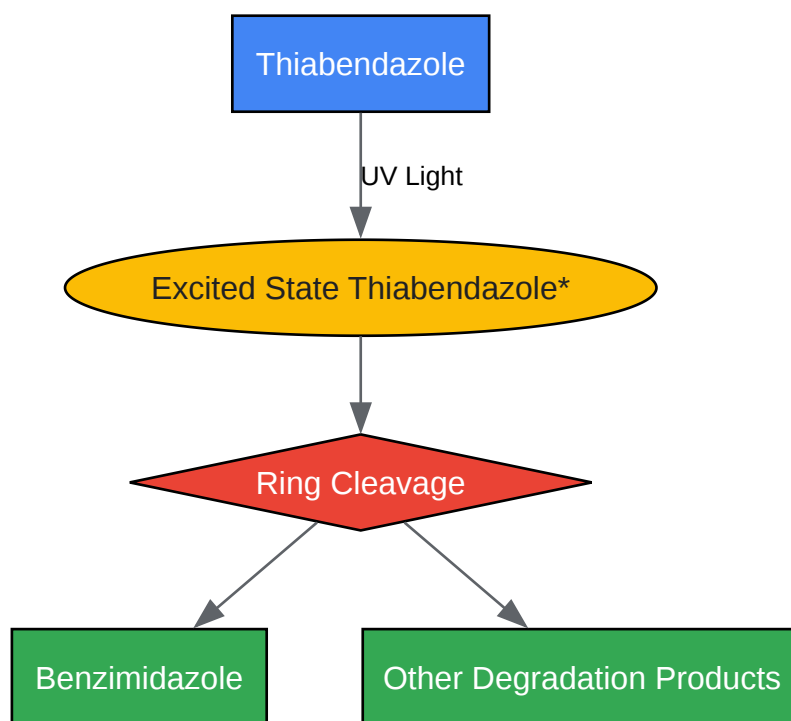 Thiabendazole
UV Light
Excited State Thiabendazole*
Ring Cleavage
Benzimidazole
Other Degradation Products